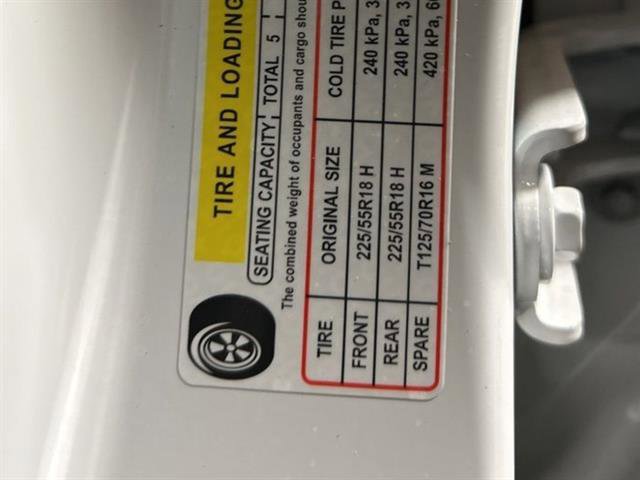 TIRE AND LOADING
SEATING CAPACITY TOTAL 5
The combined weight of occupants and cargo shou
TIRE ORIGINAL SIZE COLD TIRE P
FRONT 225/55R18 H 240 kPa, 3
REAR 225/55R18 H 240 kPa, 3
SPARE T125/70R16 M 420 kPa, 60